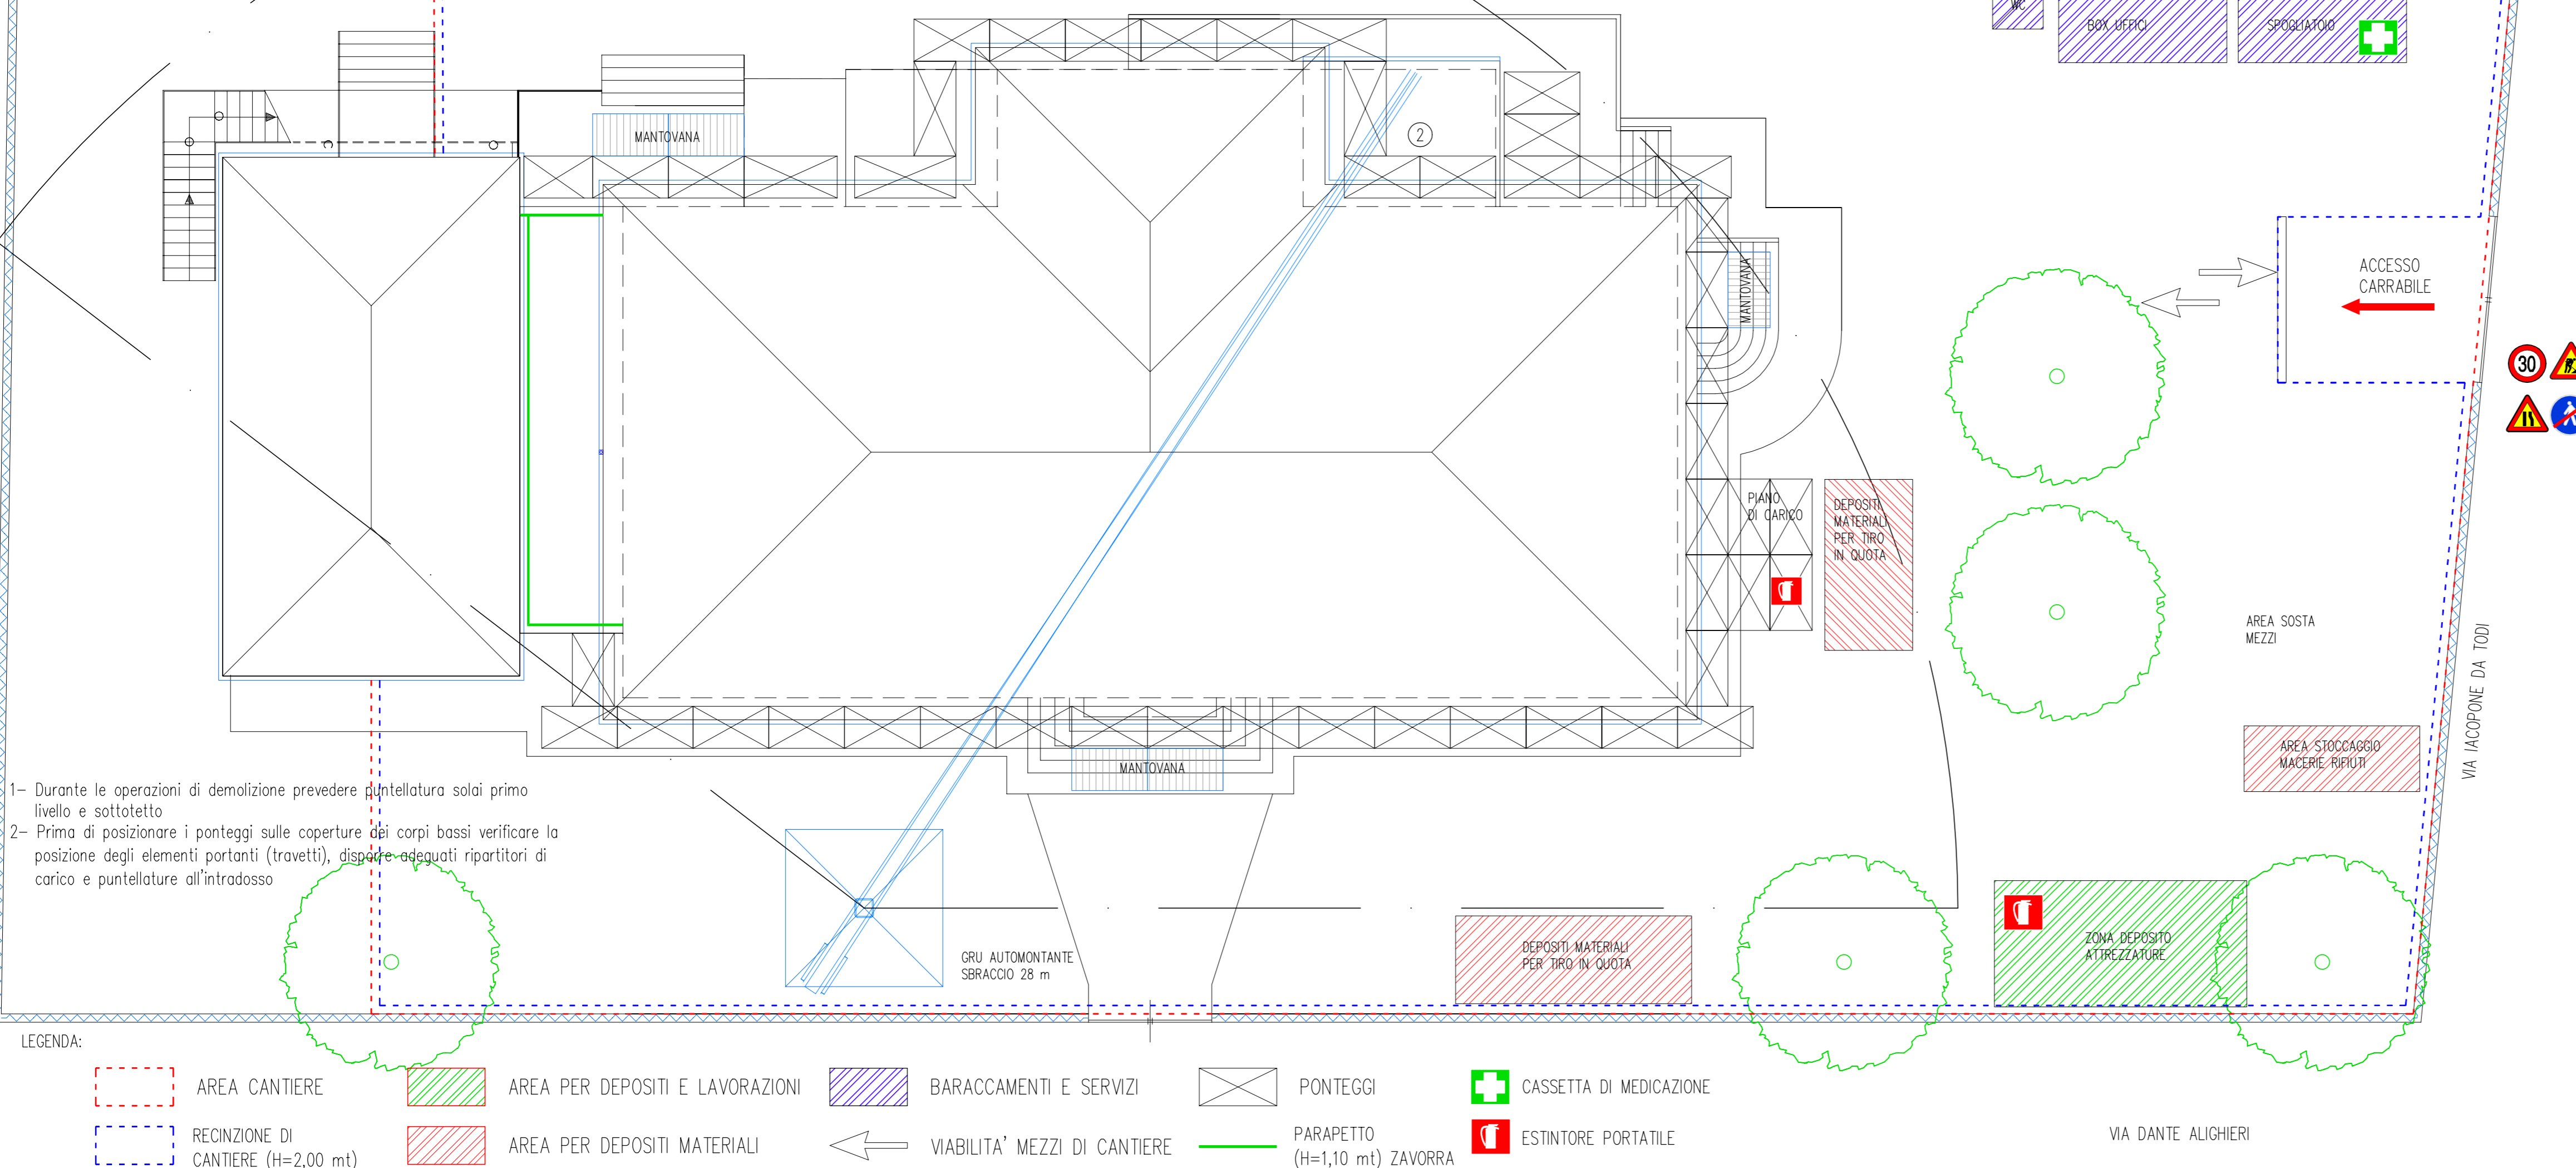 WC
BOX UFFICI
SPOGLIATOIO
MANTOVANA
2
MANTOVANA
ACCESSO
CARRABILE
30
PIANO
DI CARICO
DEPOSITI
MATERIALI
PER TIRO
IN QUOTA
AREA SOSTA
MEZZI
VIA IACOPONE DA TODI
AREA STOCCAGGIO
MACERIE RIFIUTI
MANTOVANA
1- Durante le operazioni di demolizione prevedere puntellatura solai primo
livello e sottotetto
2- Prima di posizionare i ponteggi sulle coperture dei corpi bassi verificare la
posizione degli elementi portanti (travetti), disporre adeguati ripartitori di
carico e puntellature all'intradosso
GRU AUTOMONTANTE
SBRACCIO 28 m
DEPOSITI MATERIALI
PER TIRO IN QUOTA
ZONA DEPOSITO
ATTREZZATURE
LEGENDA:
AREA CANTIERE
AREA PER DEPOSITI E LAVORAZIONI
BARACCAMENTI E SERVIZI
PONTEGGI
CASSETTA DI MEDICAZIONE
RECINZIONE DI
CANTIERE (H=2,00 mt)
AREA PER DEPOSITI MATERIALI
VIABILITA' MEZZI DI CANTIERE
PARAPETTO
(H=1,10 mt) ZAVORRA
ESTINTORE PORTATILE
VIA DANTE ALIGHIERI